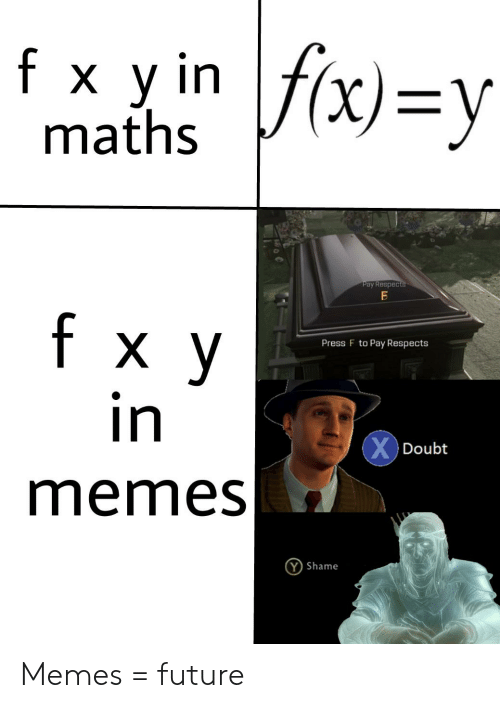 f x y in
maths
f(x)=y
Pay Respects
F
Press F to Pay Respects
f x y
in
memes
X Doubt
Y Shame
Memes = future